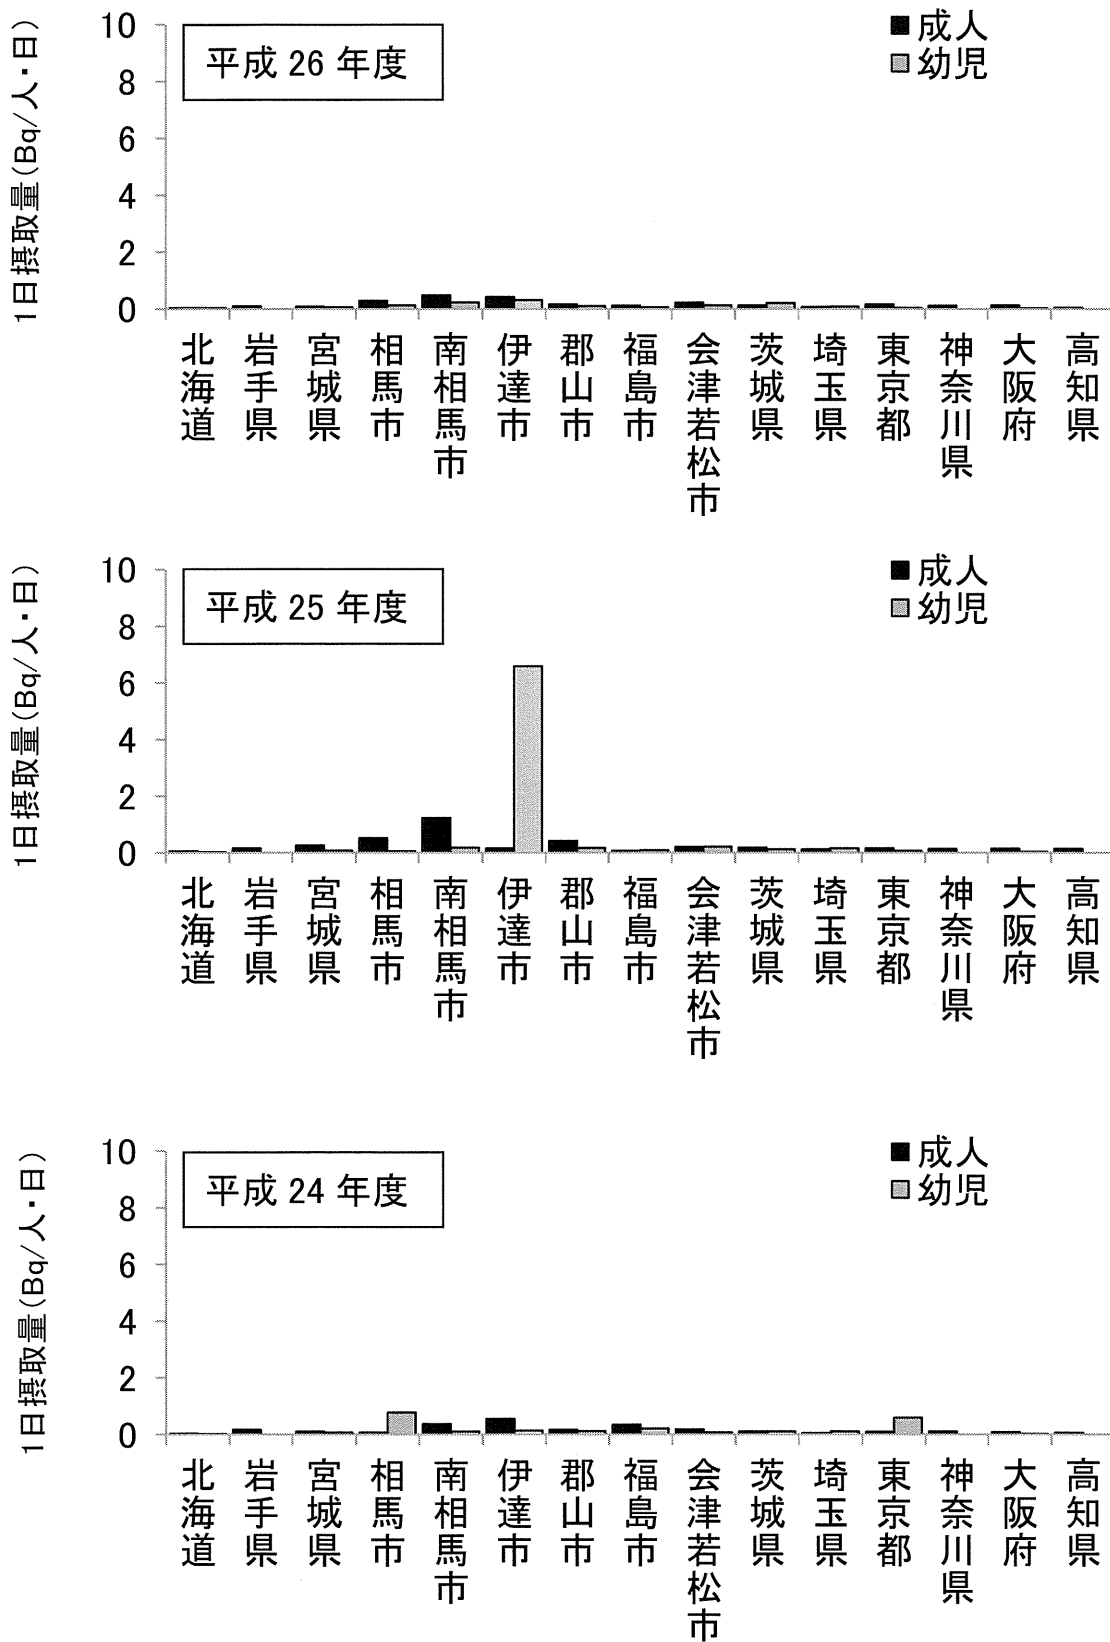 1日摂取量(Bq/人・日)
平成 26 年度
成人
幼児
10
8
6
4
2
0
北海道
岩手県
宮城県
相馬市
南相馬市
伊達市
郡山市
福島市
会津若松市
茨城県
埼玉県
東京都
神奈川県
大阪府
高知県
1日摂取量(Bq/人・日)
平成 25 年度
成人
幼児
10
8
6
4
2
0
北海道
岩手県
宮城県
相馬市
南相馬市
伊達市
郡山市
福島市
会津若松市
茨城県
埼玉県
東京都
神奈川県
大阪府
高知県
1日摂取量(Bq/人・日)
平成 24 年度
成人
幼児
10
8
6
4
2
0
北海道
岩手県
宮城県
相馬市
南相馬市
伊達市
郡山市
福島市
会津若松市
茨城県
埼玉県
東京都
神奈川県
大阪府
高知県